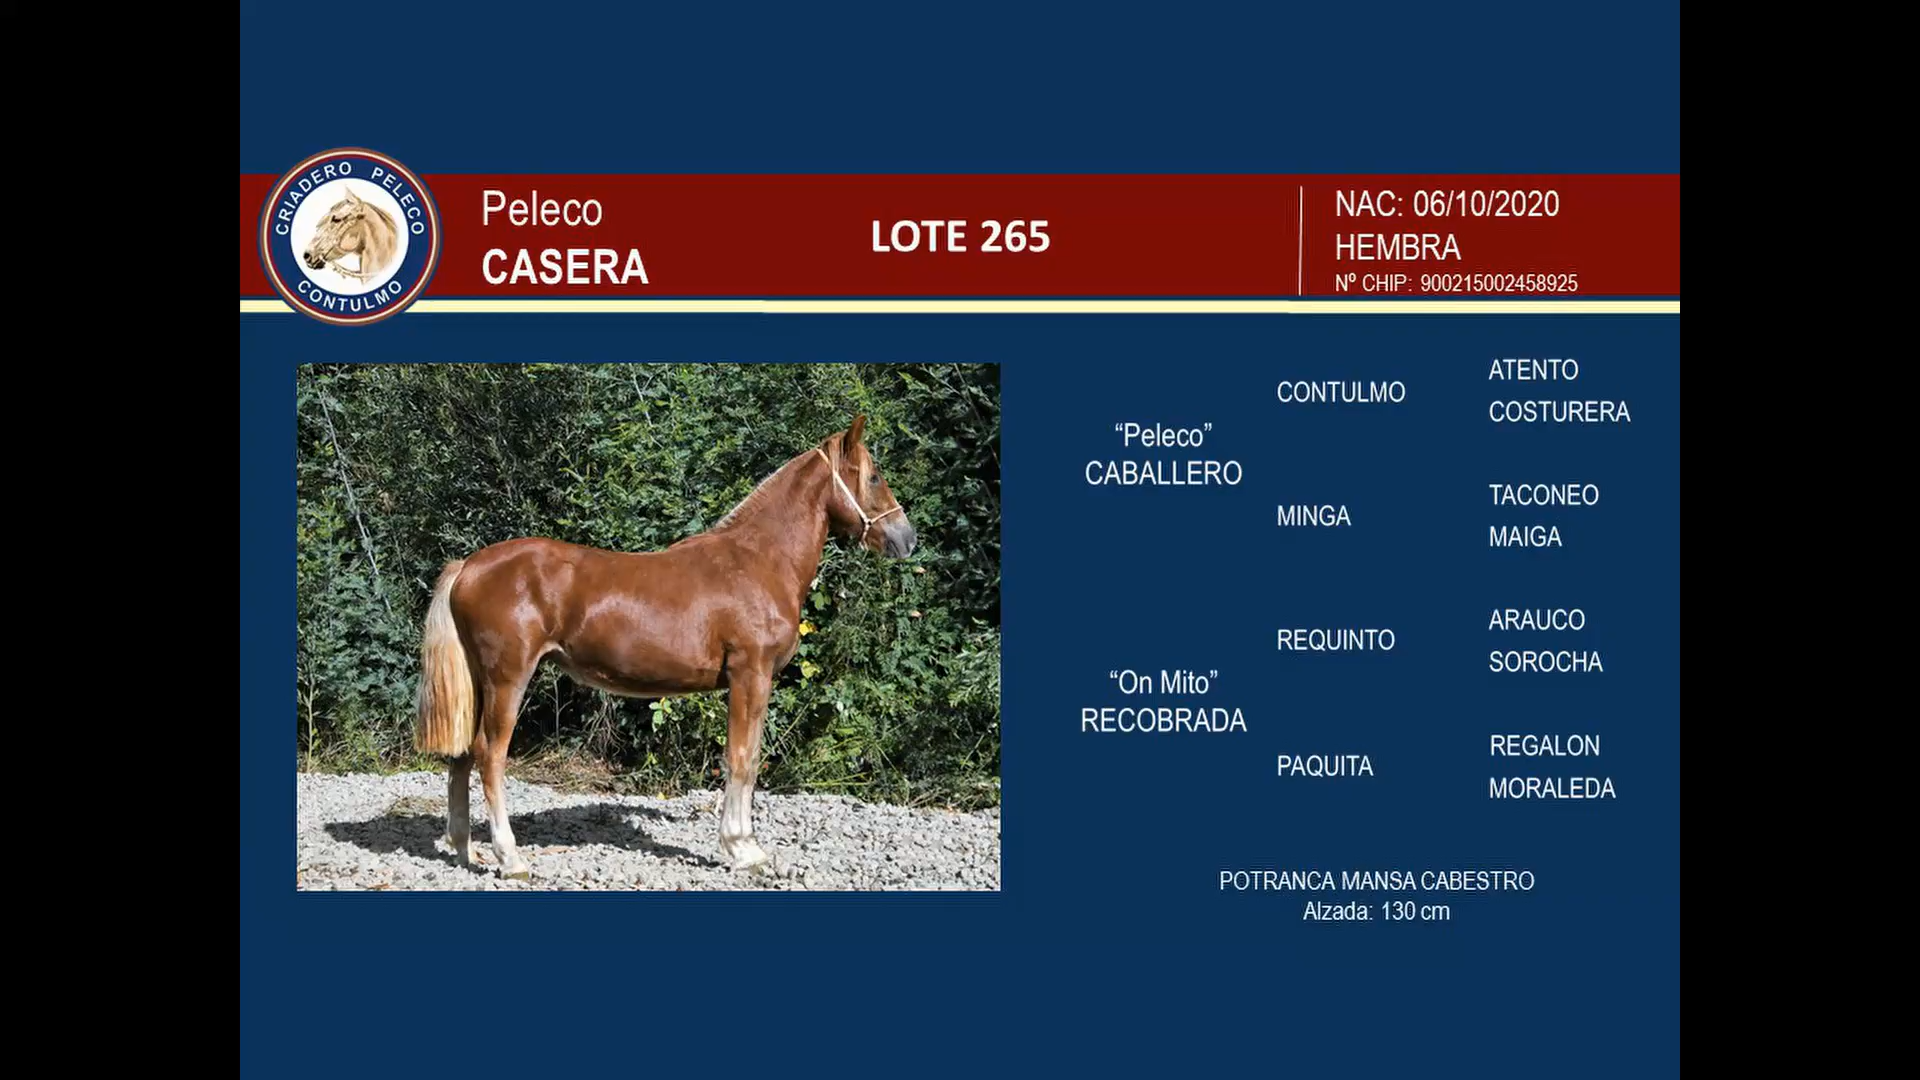 CRIADERO PELECO
CONTULMO
Peleco
CASERA
LOTE 265
NAC: 06/10/2020
HEMBRA
Nº CHIP: 900215002458925
“Peleco”
CABALLERO
CONTULMO
ATENTO
COSTURERA
MINGA
TACONEO
MAIGA
“On Mito”
RECOBRADA
REQUINTO
ARAUCO
SOROCHA
PAQUITA
REGALON
MORALEDA
POTRANCA MANSA CABESTRO
Alzada: 130 cm